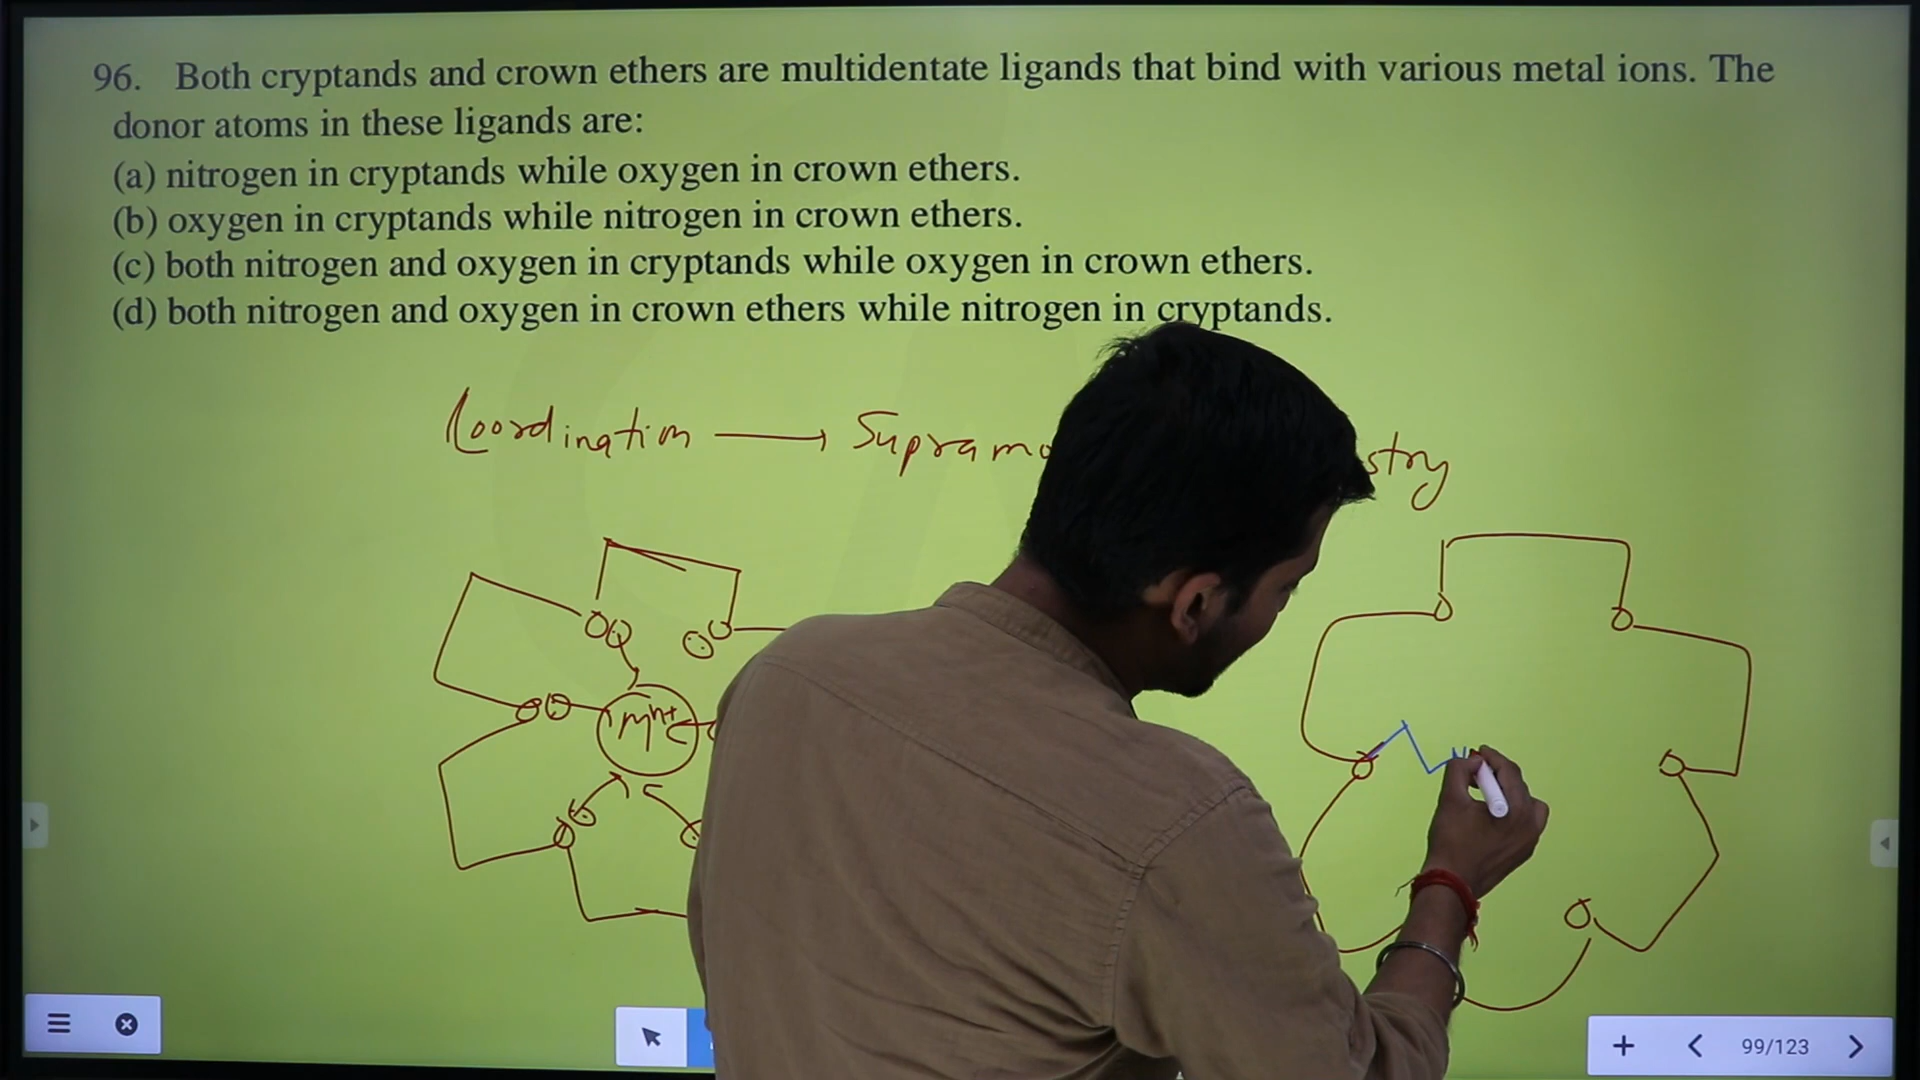 96. Both cryptands and crown ethers are multidentate ligands that bind with various metal ions. The
donor atoms in these ligands are:
(a) nitrogen in cryptands while oxygen in crown ethers.
(b) oxygen in cryptands while nitrogen in crown ethers.
(c) both nitrogen and oxygen in cryptands while oxygen in crown ethers.
(d) both nitrogen and oxygen in crown ethers while nitrogen in cryptands.
Coordination → Supramo stry
M^n+
99/123